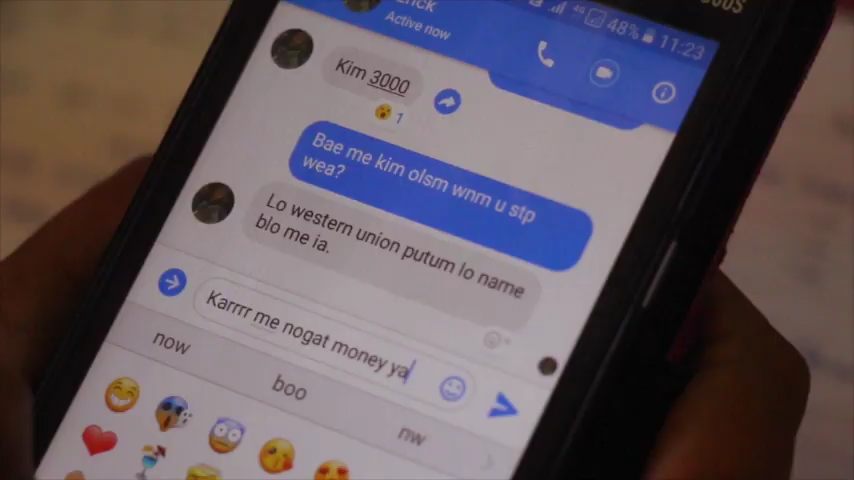 48% 11:23
Active now
Kim 3000
1
Bae me kim olsm wnm u stp
wea?
Lo western union putum lo name
blo me ia.
Karrrr me nogat money ya
now boo nw